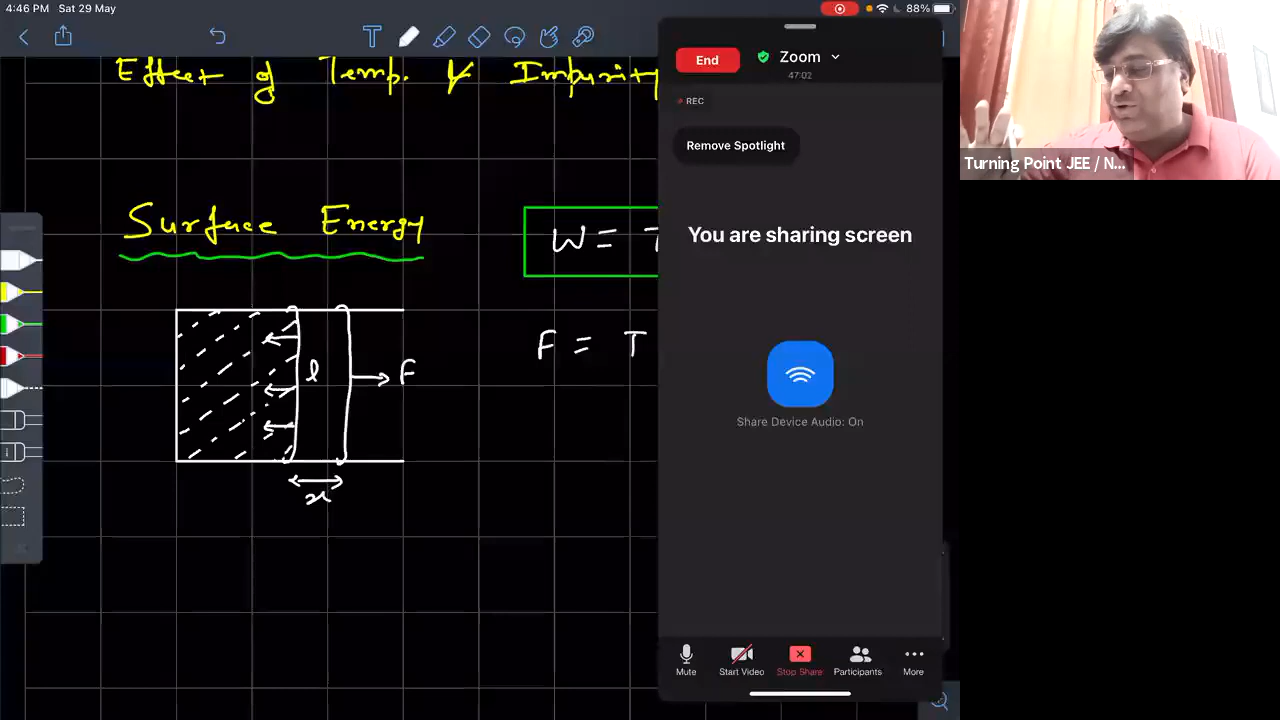 4:46 PM Sat 29 May
88%
Effect of Temp. & Impurity
End
Zoom
47:02
REC
Remove Spotlight
Turning Point JEE / N...
Surface Energy
W = T
You are sharing screen
F = T
l
F
x
Share Device Audio: On
Mute
Start Video
Stop Share
Participants
More